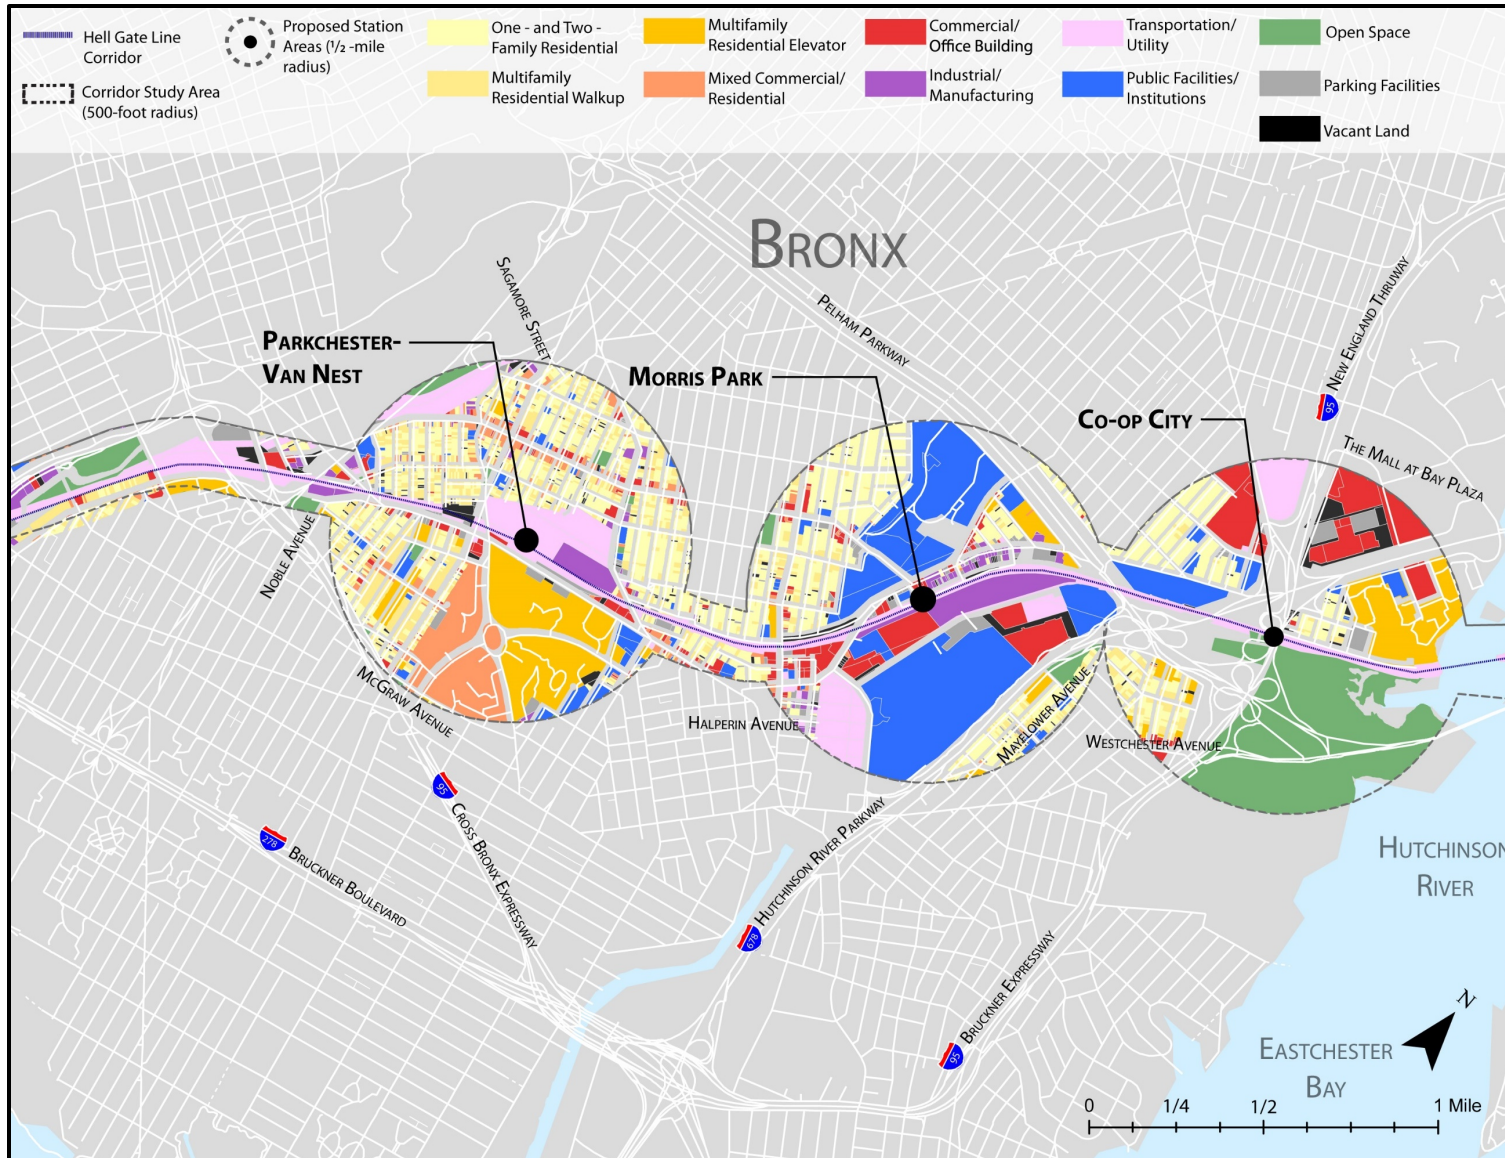 Hell Gate Line
Corridor
Corridor Study Area
(500-foot radius)
Proposed Station
Areas (1/2 -mile
radius)
One - and Two -
Family Residential
Multifamily
Residential Walkup
Multifamily
Residential Elevator
Mixed Commercial/
Residential
Commercial/
Office Building
Industrial/
Manufacturing
Transportation/
Utility
Public Facilities/
Institutions
Open Space
Parking Facilities
Vacant Land
BRONX
SAGAMORE STREET
PELHAM PARKWAY
NEW ENGLAND THRUWAY
95
PARKCHESTER-
VAN NEST
MORRIS PARK
CO-OP CITY
THE MALL AT BAY PLAZA
NOBLE AVENUE
MCGRAW AVENUE
HALPERIN AVENUE
MAYFLOWER AVENUE
WESTCHESTER AVENUE
95
CROSS BRONX EXPRESSWAY
278
BRUCKNER BOULEVARD
HUTCHINSON RIVER PARKWAY
678
BRUCKNER EXPRESSWAY
95
HUTCHINSON
RIVER
EASTCHESTER
BAY
N
0 1/4 1/2 1 Mile